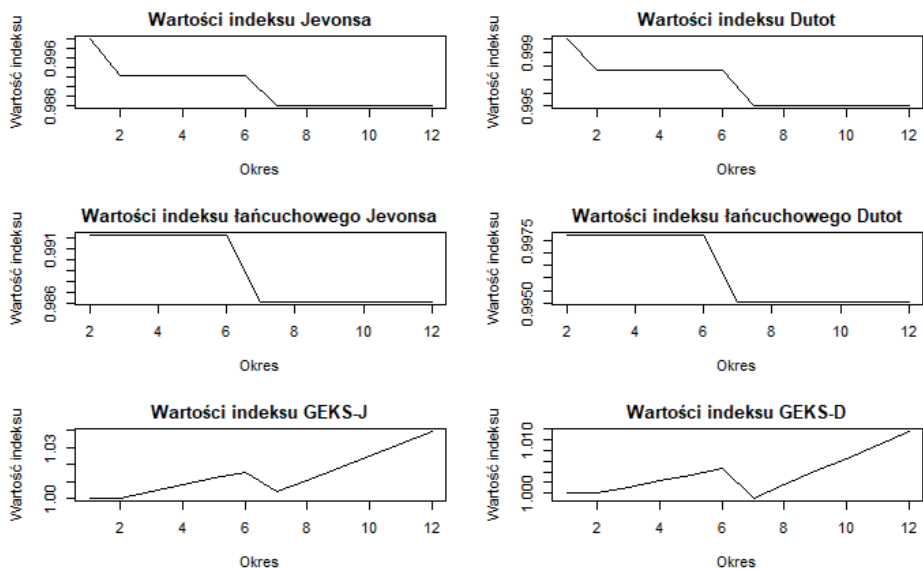 Wartości indeksu Jevonsa
Wartość indeksu
0.996
0.986
2 4 6 8 10 12
Okres
Wartości indeksu Dutot
Wartość indeksu
0.999
0.995
2 4 6 8 10 12
Okres
Wartości indeksu łańcuchowego Jevonsa
Wartość indeksu
0.991
0.986
2 4 6 8 10 12
Okres
Wartości indeksu łańcuchowego Dutot
Wartość indeksu
0.9975
0.9950
2 4 6 8 10 12
Okres
Wartości indeksu GEKS-J
Wartość indeksu
1.03
1.00
2 4 6 8 10 12
Okres
Wartości indeksu GEKS-D
Wartość indeksu
1.010
1.000
2 4 6 8 10 12
Okres